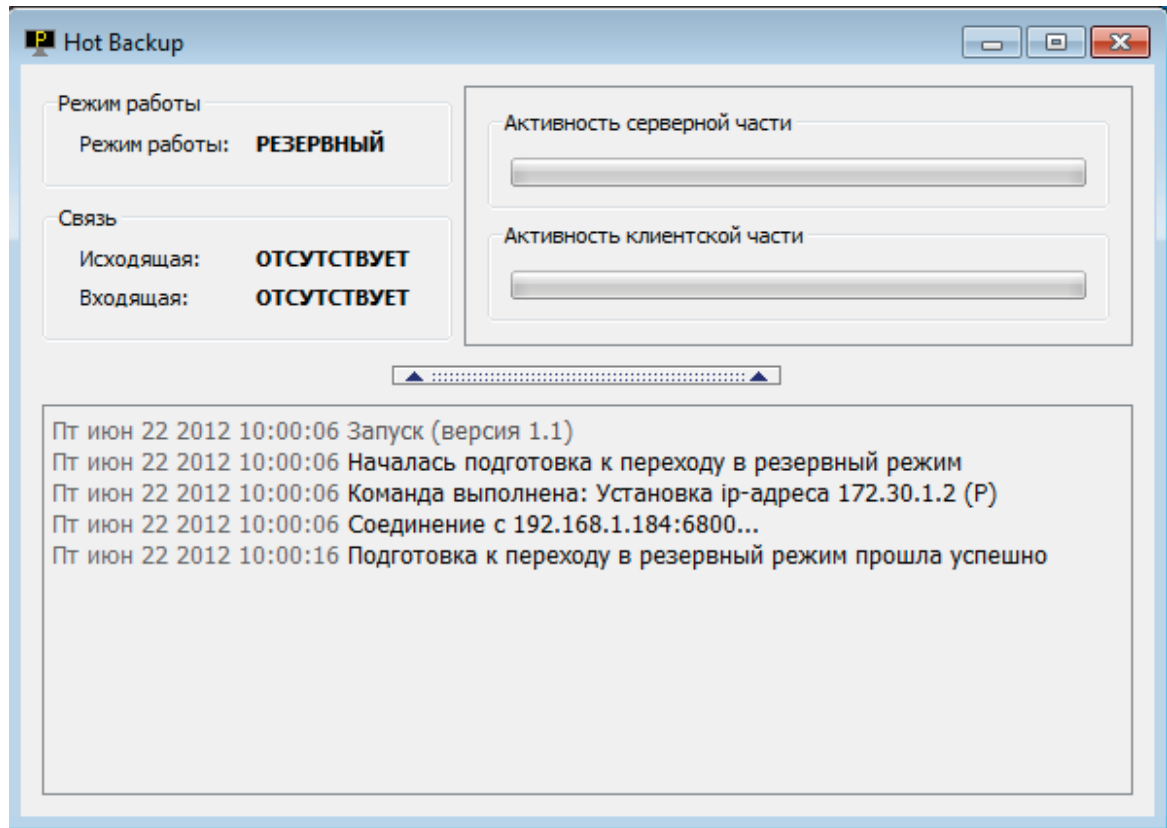 Hot Backup
Режим работы
Режим работы: РЕЗЕРВНЫЙ
Связь
Исходящая: ОТСУТСТВУЕТ
Входящая: ОТСУТСТВУЕТ
Активность серверной части
Активность клиентской части
Пт июн 22 2012 10:00:06 Запуск (версия 1.1)
Пт июн 22 2012 10:00:06 Началась подготовка к переходу в резервный режим
Пт июн 22 2012 10:00:06 Команда выполнена: Установка ip-адреса 172.30.1.2 (Р)
Пт июн 22 2012 10:00:06 Соединение с 192.168.1.184:6800...
Пт июн 22 2012 10:00:16 Подготовка к переходу в резервный режим прошла успешно